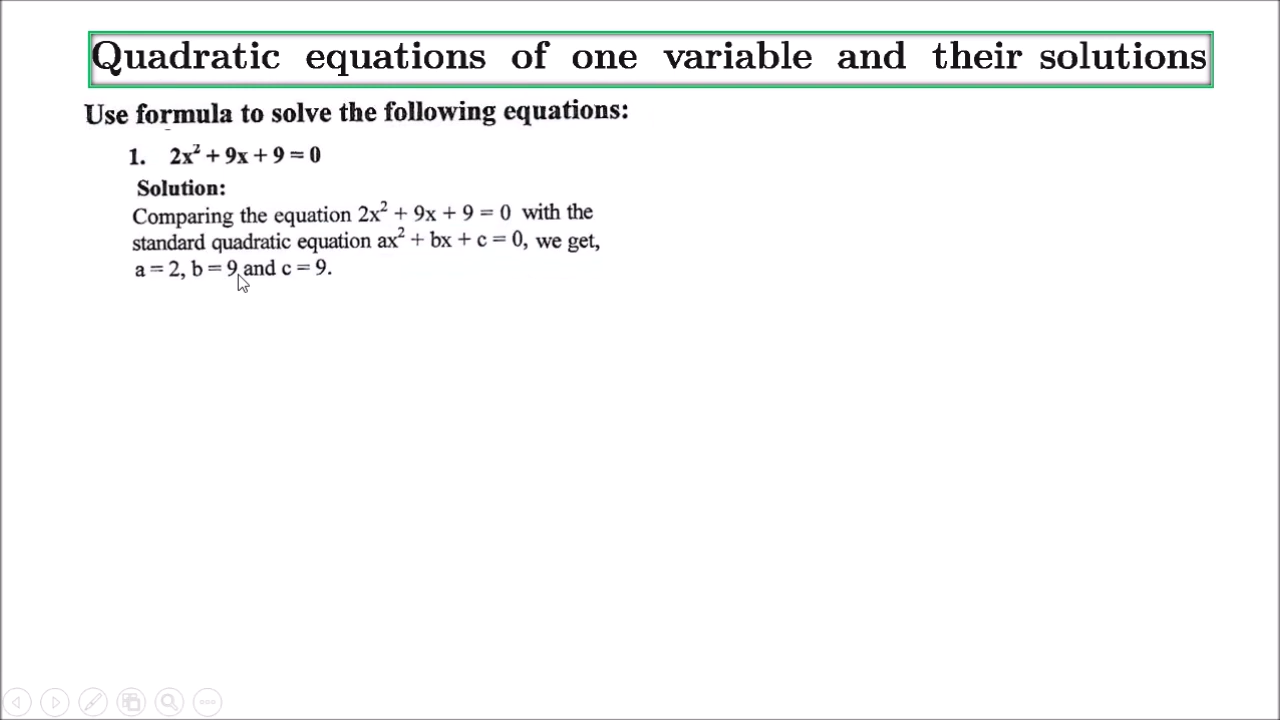 Quadratic equations of one variable and their solutions
Use formula to solve the following equations:
1. 2x² + 9x + 9 = 0
Solution:
Comparing the equation 2x² + 9x + 9 = 0 with the
standard quadratic equation ax² + bx + c = 0, we get,
a = 2, b = 9 and c = 9.